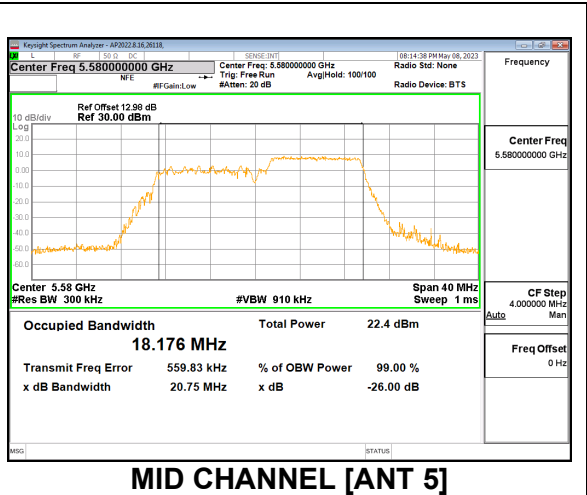 Keysight Spectrum Analyzer - AP2022.8.16,26118,
L RF 50 Ω DC SENSE:INT 08:14:38 PM May 08, 2023
Center Freq 5.580000000 GHz
Center Freq: 5.580000000 GHz Radio Std: None
NFE Trig: Free Run Avg|Hold: 100/100
#IFGain:Low #Atten: 20 dB Radio Device: BTS
Frequency
Ref Offset 12.98 dB
10 dB/div Ref 30.00 dBm
Log
20.0
10.0
0.00
-10.0
-20.0
-30.0
-40.0
-50.0
-60.0
Center 5.58 GHz Span 40 MHz
#Res BW 300 kHz #VBW 910 kHz Sweep 1 ms
Center Freq
5.580000000 GHz
CF Step
4.000000 MHz
Auto Man
Freq Offset
0 Hz
Occupied Bandwidth Total Power 22.4 dBm
18.176 MHz
Transmit Freq Error 559.83 kHz % of OBW Power 99.00 %
x dB Bandwidth 20.75 MHz x dB -26.00 dB
MSG STATUS
MID CHANNEL [ANT 5]